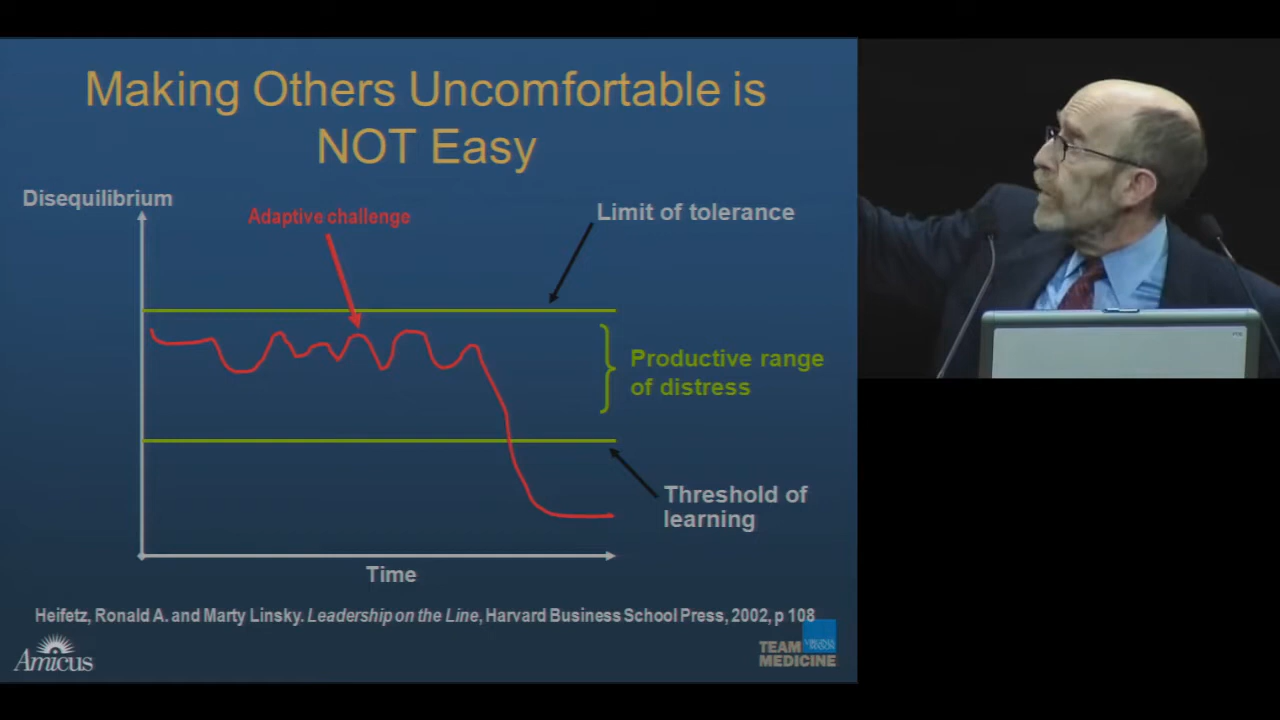 Making Others Uncomfortable is
NOT Easy
Disequilibrium
Adaptive challenge
Limit of tolerance
Productive range
of distress
Threshold of
learning
Time
Heifetz, Ronald A. and Marty Linsky. Leadership on the Line, Harvard Business School Press, 2002, p 108
Amicus
VIRGINIA
MASON
TEAM
MEDICINE